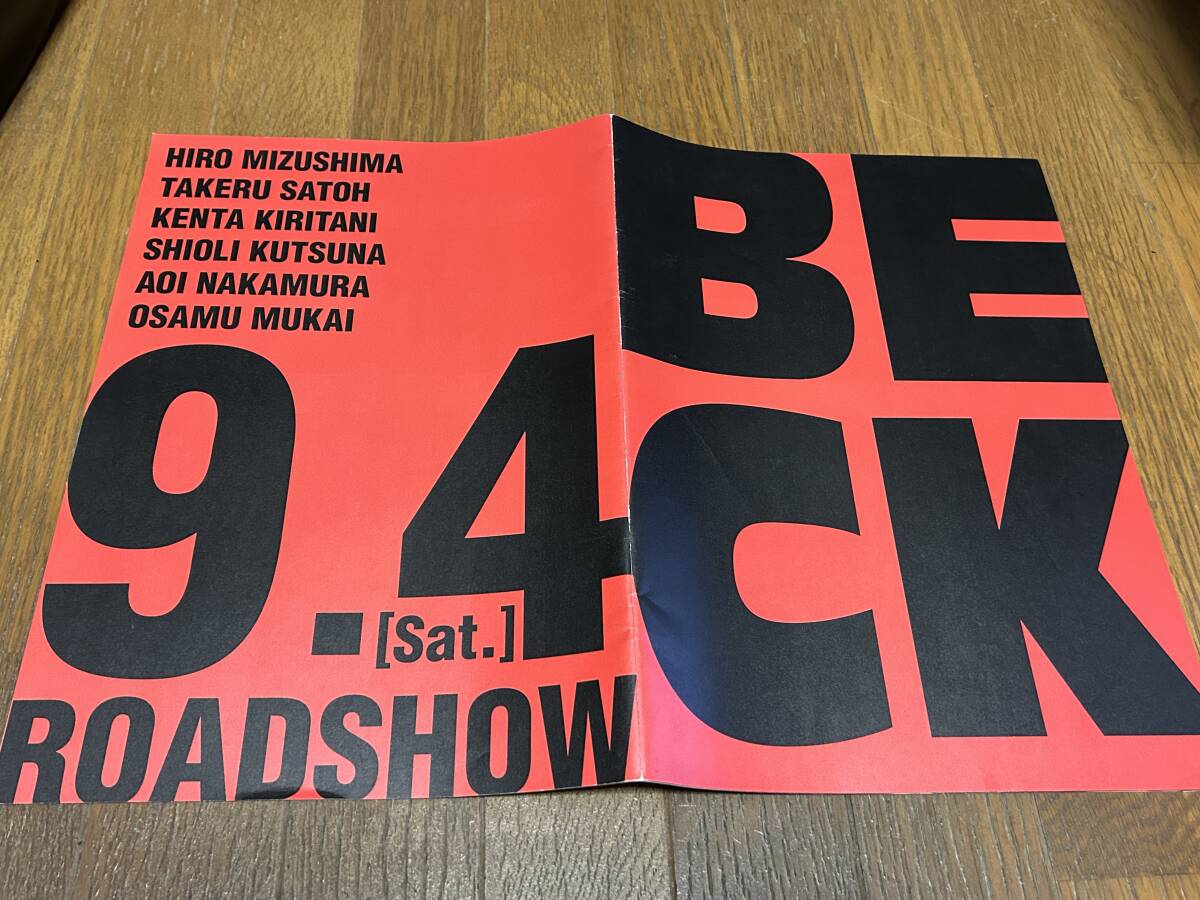 HIRO MIZUSHIMA
TAKERU SATOH
KENTA KIRITANI
SHIOLI KUTSUNA
AOI NAKAMURA
OSAMU MUKAI
9.4
[Sat.]
ROADSHOW
BE
CK